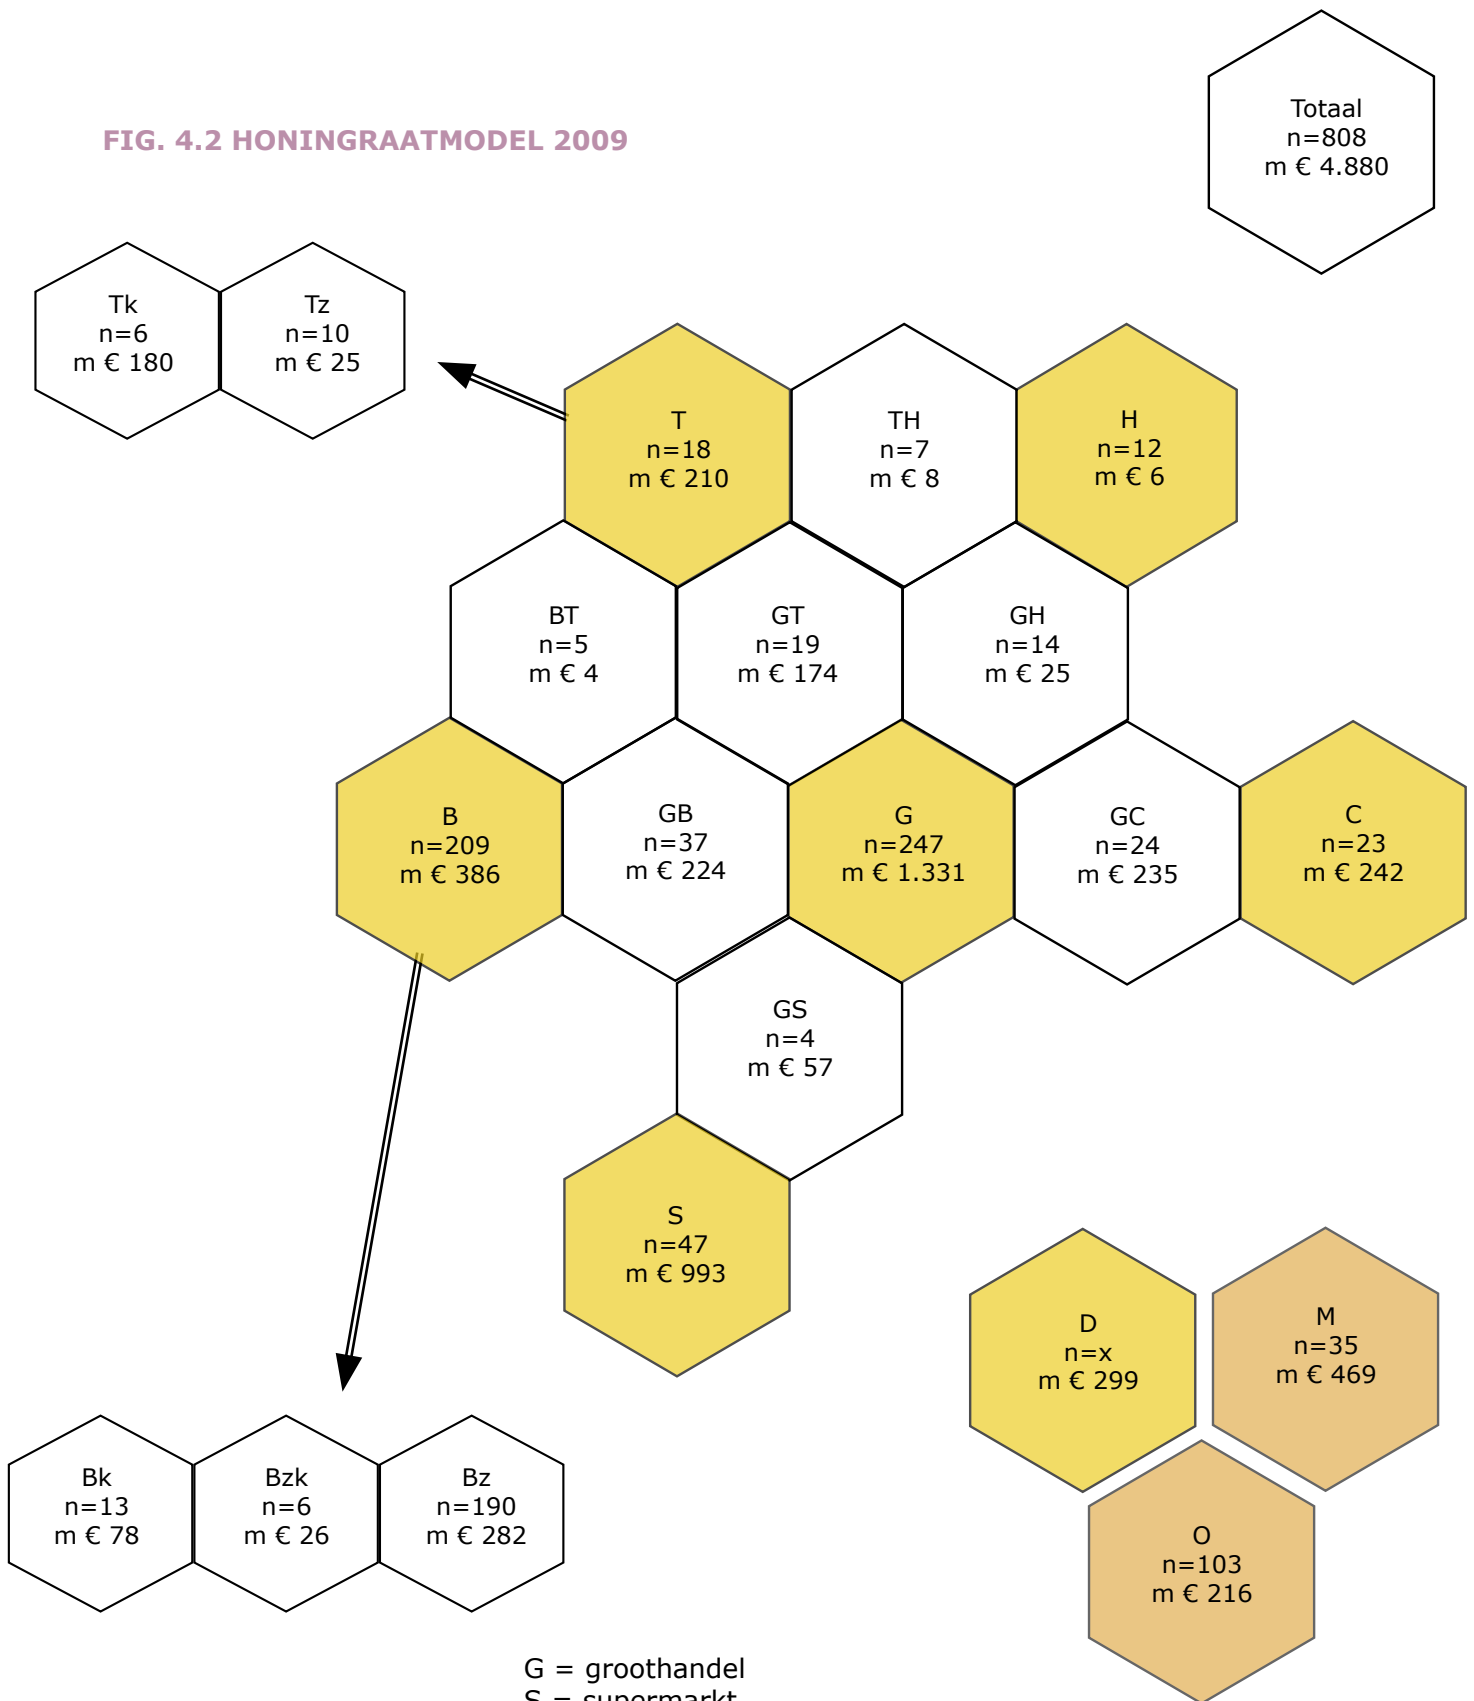 Totaal
n=808
m € 4.880
FIG. 4.2 HONINGRAATMODEL 2009
Tk
n=6
m € 180
Tz
n=10
m € 25
T
n=18
m € 210
TH
n=7
m € 8
H
n=12
m € 6
BT
n=5
m € 4
GT
n=19
m € 174
GH
n=14
m € 25
B
n=209
m € 386
GB
n=37
m € 224
G
n=247
m € 1.331
GC
n=24
m € 235
C
n=23
m € 242
GS
n=4
m € 57
S
n=47
m € 993
D
n=x
m € 299
M
n=35
m € 469
Bk
n=13
m € 78
Bzk
n=6
m € 26
Bz
n=190
m € 282
O
n=103
m € 216
G = groothandel
S = supermarkt